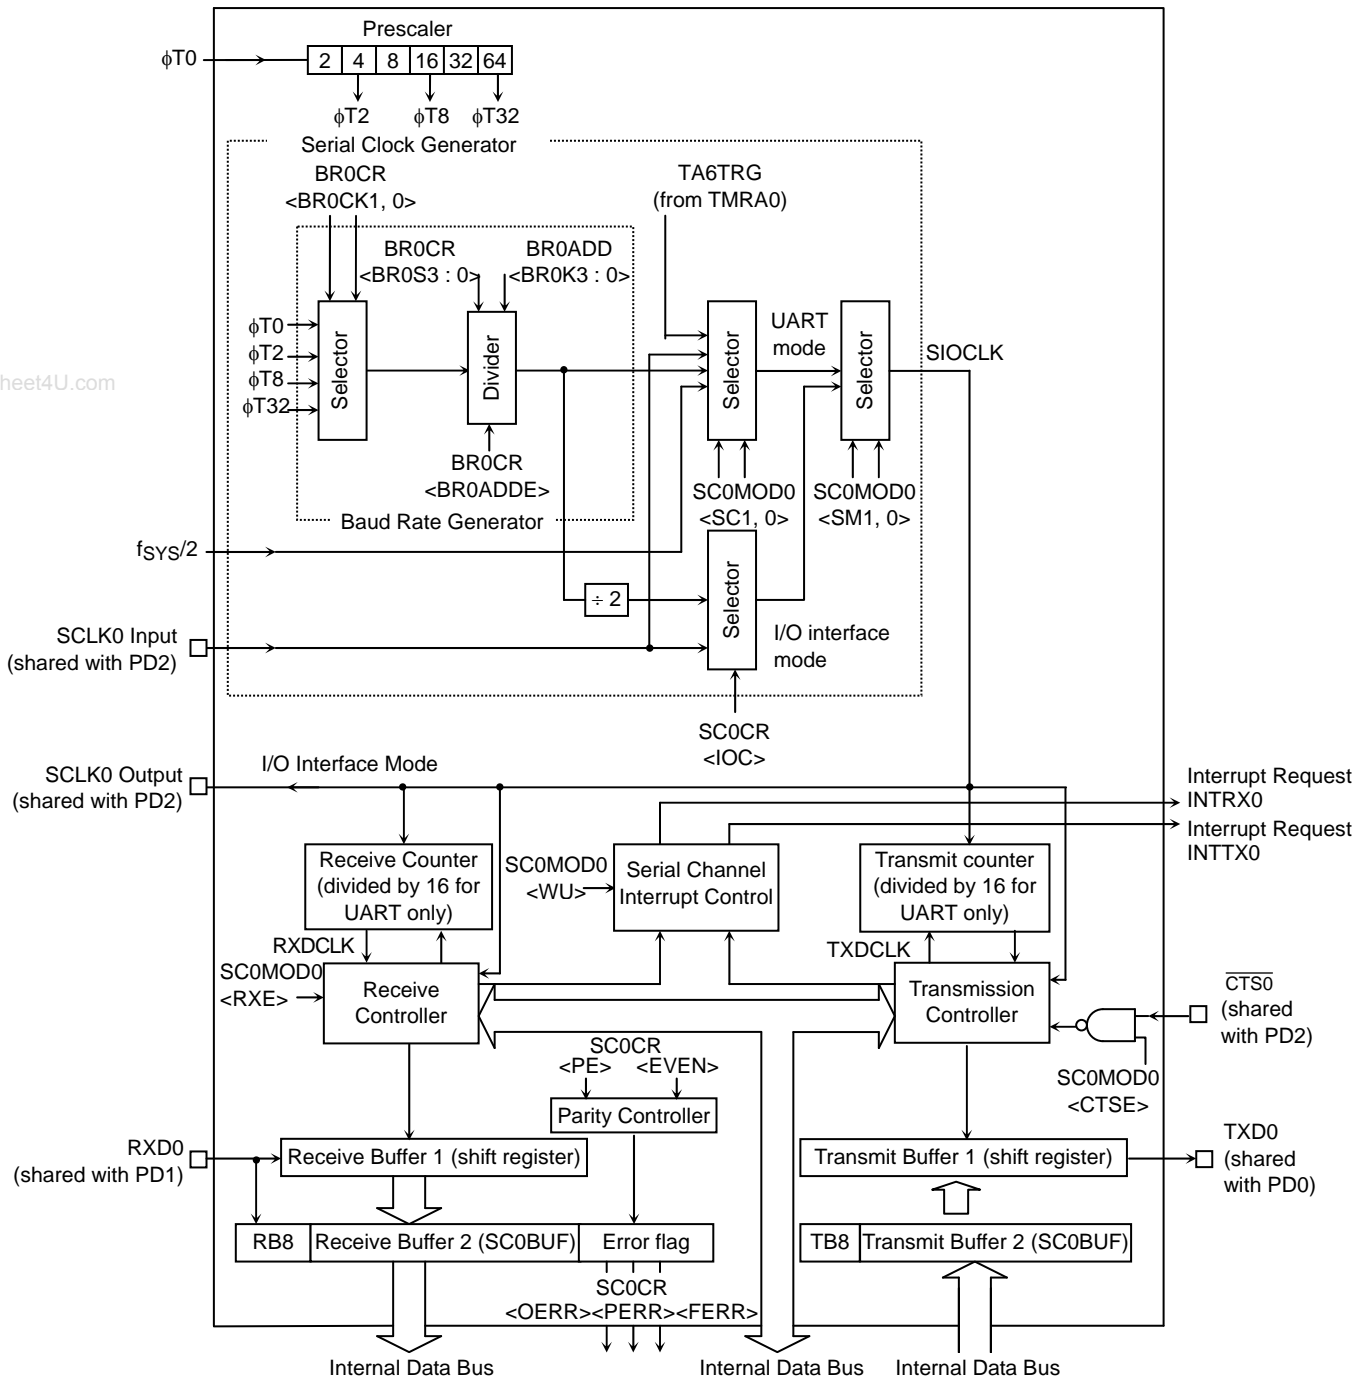 Prescaler
ϕT0
2 4 8 16 32 64
ϕT2 ϕT8 ϕT32
Serial Clock Generator
BR0CR
<BR0CK1, 0>
TA6TRG
(from TMRA0)
BR0CR
<BR0S3 : 0>
BR0ADD
<BR0K3 : 0>
ϕT0
ϕT2
ϕT8
ϕT32
Selector
Divider
Selector
UART
mode
Selector
SIOCLK
heet4U.com
BR0CR
<BR0ADDE>
Baud Rate Generator
SC0MOD0
<SC1, 0>
SC0MOD0
<SM1, 0>
fSYS/2
÷ 2
Selector
I/O interface
mode
SCLK0 Input
(shared with PD2)
SC0CR
<IOC>
SCLK0 Output
(shared with PD2)
I/O Interface Mode
Interrupt Request
INTRX0
Interrupt Request
INTTX0
Receive Counter
(divided by 16 for
UART only)
SC0MOD0
<WU>
Serial Channel
Interrupt Control
Transmit counter
(divided by 16 for
UART only)
RXDCLK
TXDCLK
SC0MOD0
<RXE>
Receive
Controller
Transmission
Controller
CTS0
(shared
with PD2)
SC0MOD0
<CTSE>
SC0CR
<PE> <EVEN>
Parity Controller
RXD0
(shared with PD1)
Receive Buffer 1 (shift register)
Transmit Buffer 1 (shift register)
TXD0
(shared
with PD0)
RB8 Receive Buffer 2 (SC0BUF) Error flag
TB8 Transmit Buffer 2 (SC0BUF)
SC0CR
<OERR><PERR><FERR>
Internal Data Bus
Internal Data Bus
Internal Data Bus